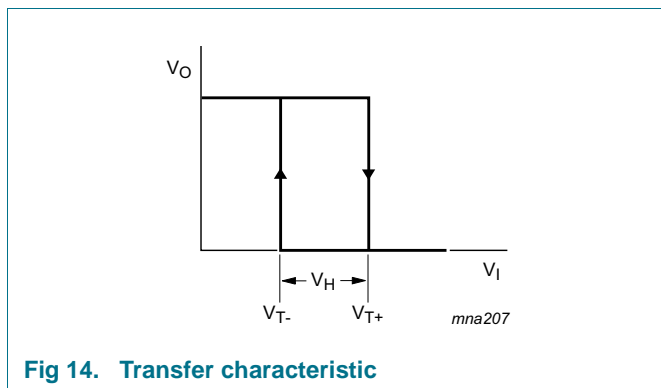 VO
VH
VI
VT-
VT+
mna207
Fig 14. Transfer characteristic